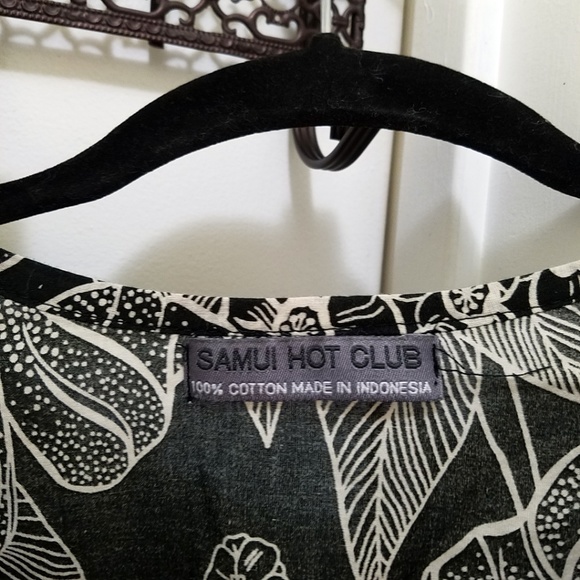 SAMUI HOT CLUB
100% COTTON MADE IN INDONESIA